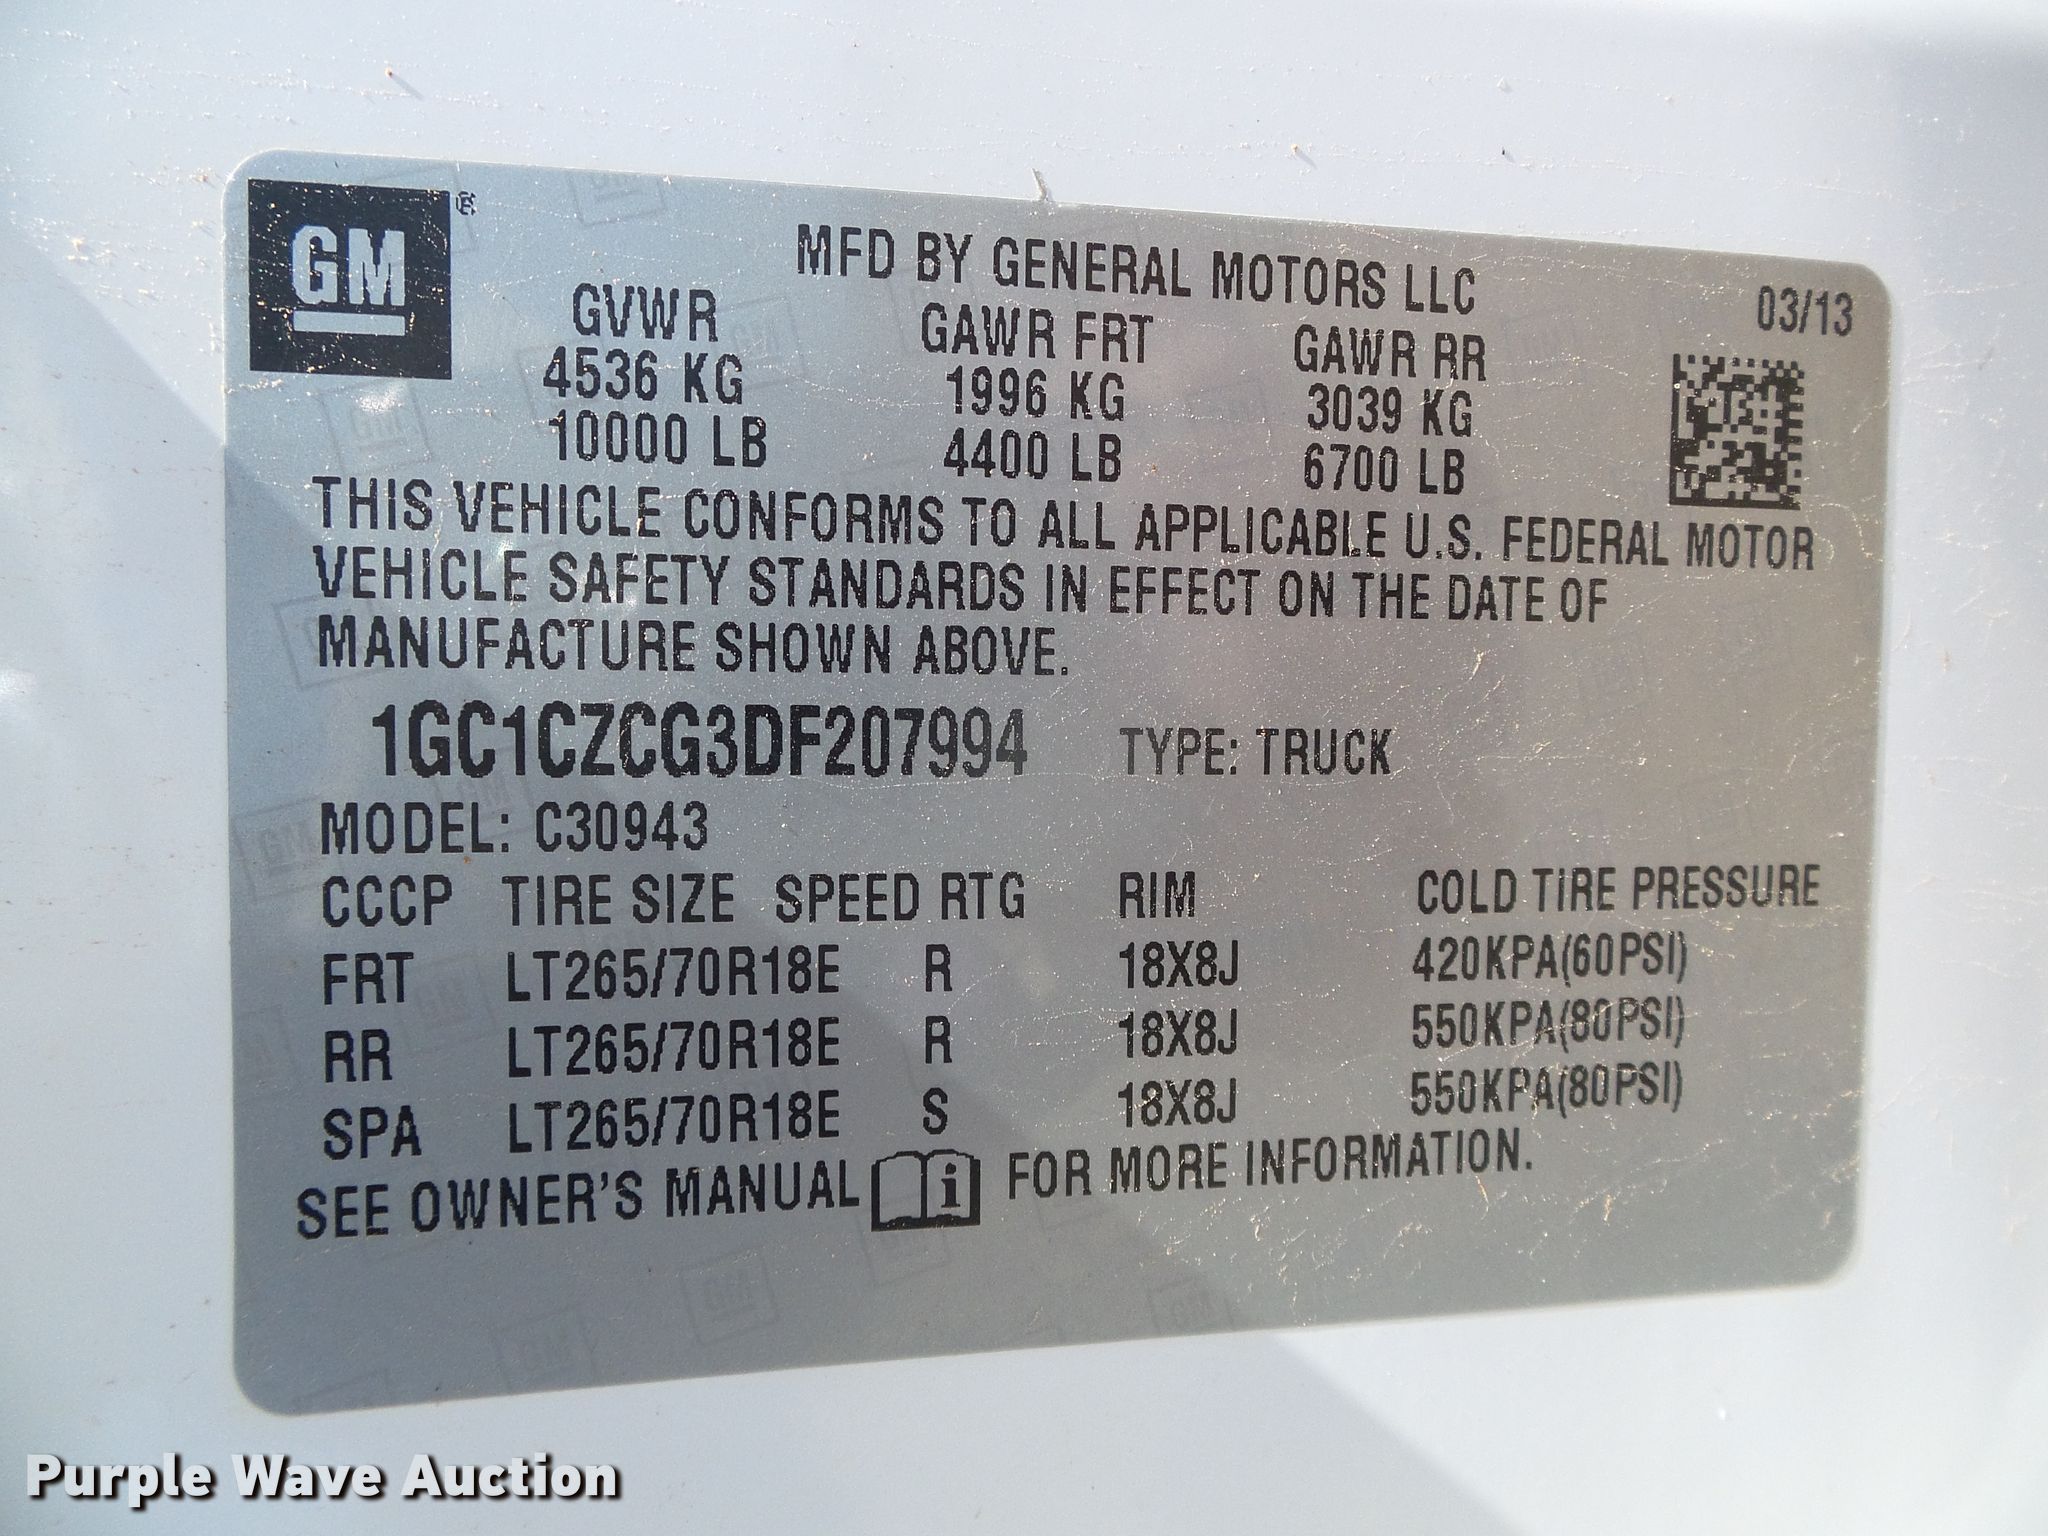 GM ®
MFD BY GENERAL MOTORS LLC
03/13
GVWR GAWR FRT GAWR RR
4536 KG 1996 KG 3039 KG
10000 LB 4400 LB 6700 LB
THIS VEHICLE CONFORMS TO ALL APPLICABLE U.S. FEDERAL MOTOR
VEHICLE SAFETY STANDARDS IN EFFECT ON THE DATE OF
MANUFACTURE SHOWN ABOVE.
1GC1CZCG3DF207994 TYPE: TRUCK
MODEL: C30943
CCCP TIRE SIZE SPEED RTG RIM COLD TIRE PRESSURE
FRT LT265/70R18E R 18X8J 420KPA(60PSI)
RR LT265/70R18E R 18X8J 550KPA(80PSI)
SPA LT265/70R18E S 18X8J 550KPA(80PSI)
SEE OWNER'S MANUAL i FOR MORE INFORMATION.
Purple Wave Auction